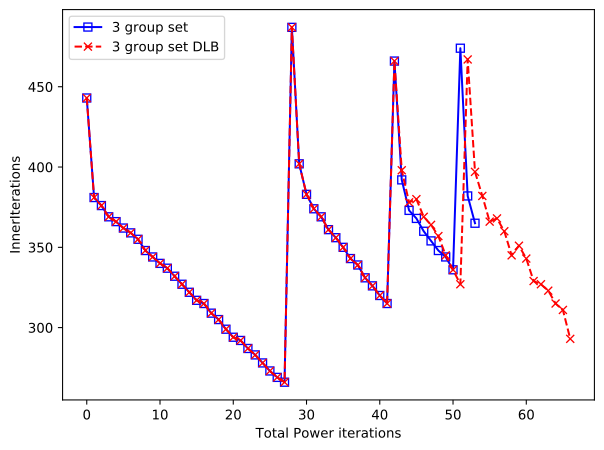 3 group set
3 group set DLB
InnerIterations
450
400
350
300
0 10 20 30 40 50 60
Total Power iterations